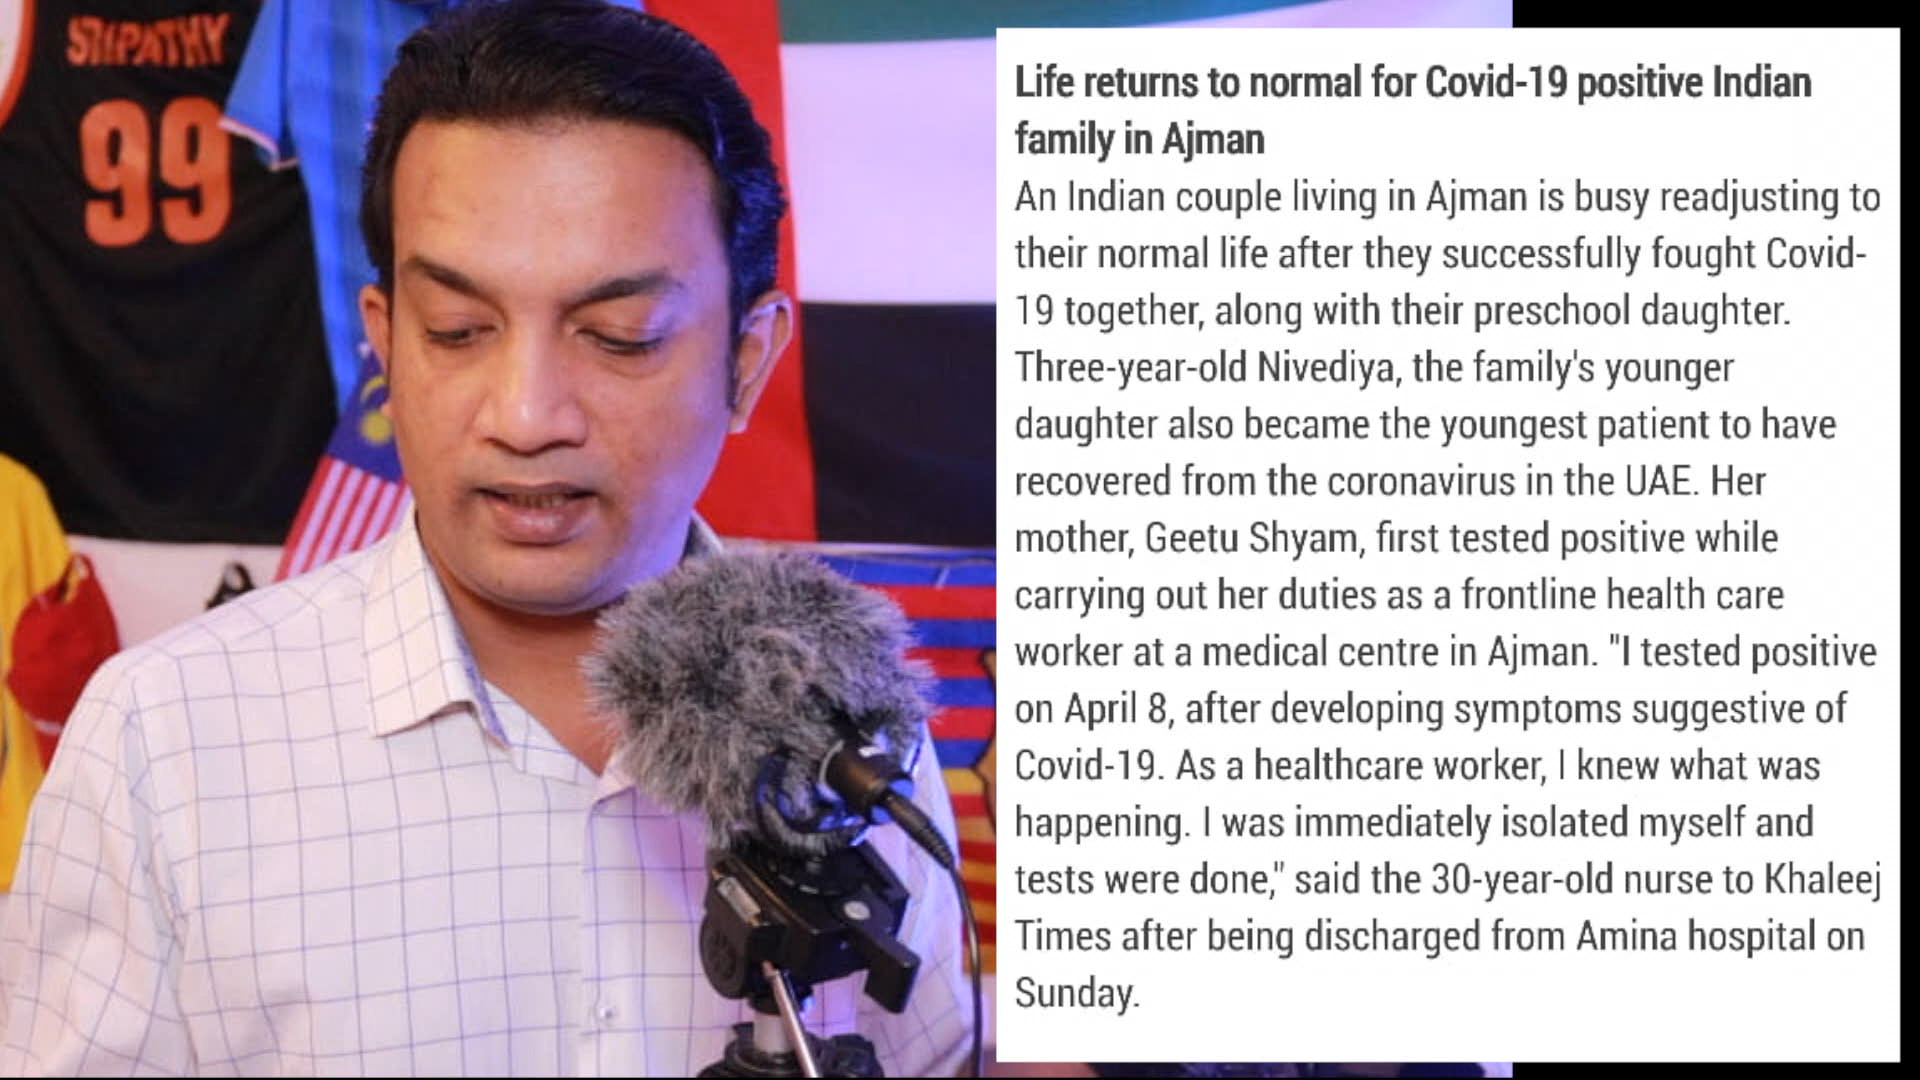 SRIPATHY
99
Life returns to normal for Covid-19 positive Indian
family in Ajman
An Indian couple living in Ajman is busy readjusting to
their normal life after they successfully fought Covid-
19 together, along with their preschool daughter.
Three-year-old Nivediya, the family's younger
daughter also became the youngest patient to have
recovered from the coronavirus in the UAE. Her
mother, Geetu Shyam, first tested positive while
carrying out her duties as a frontline health care
worker at a medical centre in Ajman. "I tested positive
on April 8, after developing symptoms suggestive of
Covid-19. As a healthcare worker, I knew what was
happening. I was immediately isolated myself and
tests were done," said the 30-year-old nurse to Khaleej
Times after being discharged from Amina hospital on
Sunday.